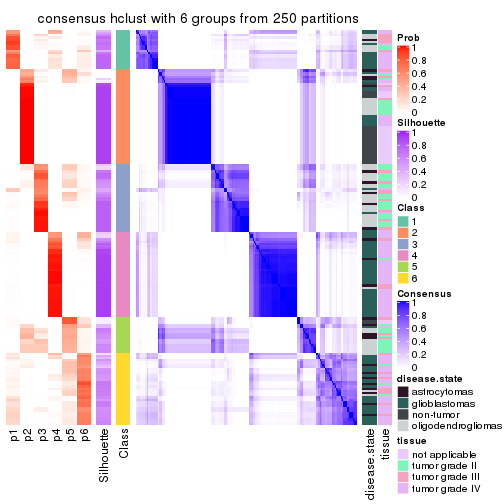 consensus hclust with 6 groups from 250 partitions
Prob
1
0.8
0.6
0.4
0.2
0
Silhouette
1
0.8
0.6
0.4
0.2
0
Class
1
2
3
4
5
6
Consensus
1
0.8
0.6
0.4
0.2
0
disease.state
astrocytomas
glioblastomas
non-tumor
oligodendrogliomas
tissue
not applicable
tumor grade II
tumor grade III
tumor grade IV
p1
p2
p3
p4
p5
p6
Silhouette
Class
disease.state
tissue